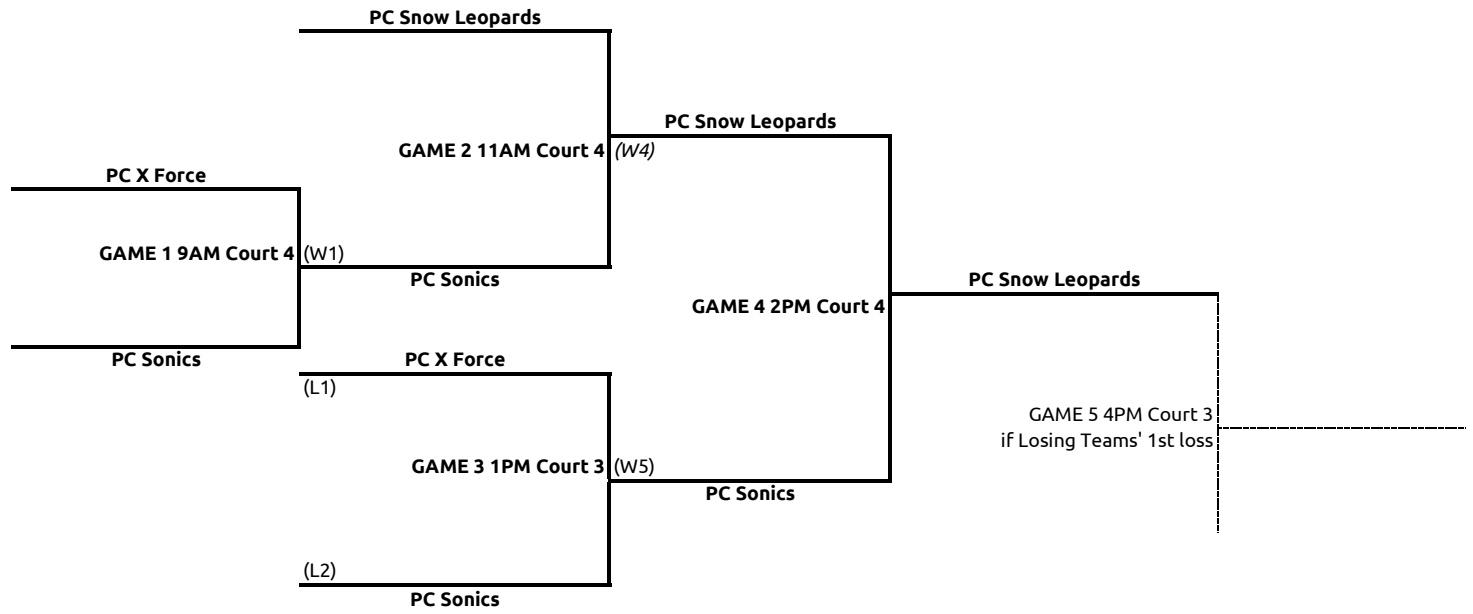 PC Snow Leopards
PC Snow Leopards
GAME 2 11AM Court 4 (W4)
PC X Force
GAME 1 9AM Court 4 (W1)
PC Sonics
PC Snow Leopards
GAME 4 2PM Court 4
PC Sonics
PC X Force
(L1)
GAME 5 4PM Court 3
if Losing Teams' 1st loss
GAME 3 1PM Court 3 (W5)
PC Sonics
(L2)
PC Sonics